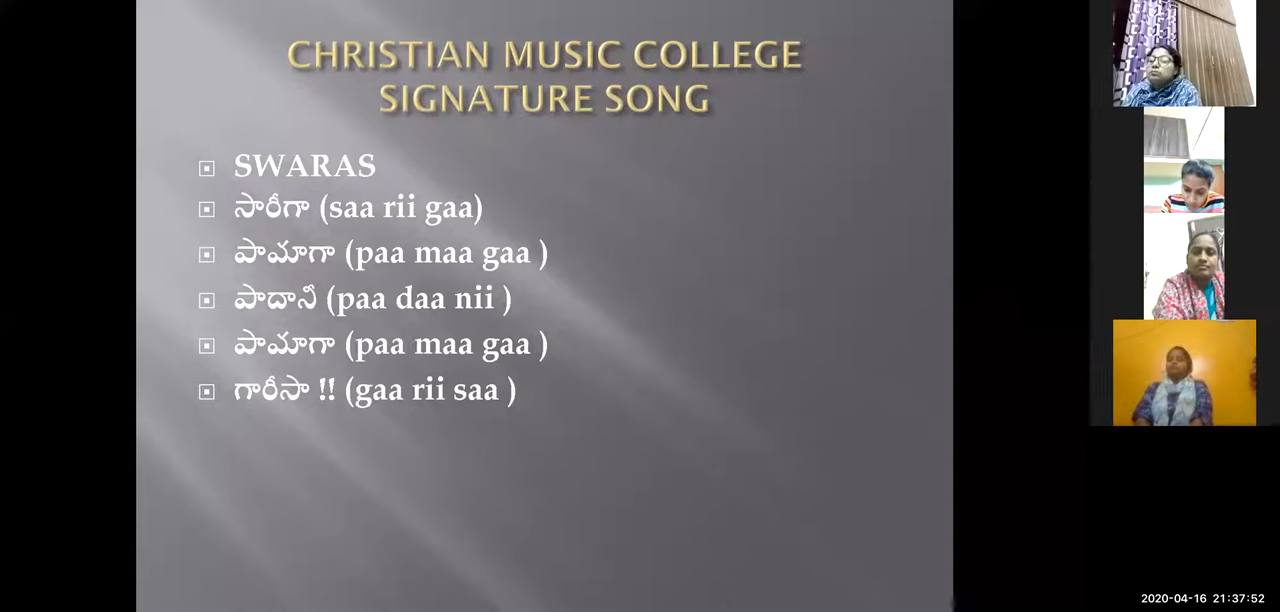 CHRISTIAN MUSIC COLLEGE
SIGNATURE SONG
SWARAS
సారీగా (saa rii gaa)
పామాగా (paa maa gaa )
పాదానీ (paa daa nii )
పామాగా (paa maa gaa )
గారీసా !! (gaa rii saa )
2020-04-16 21:37:52